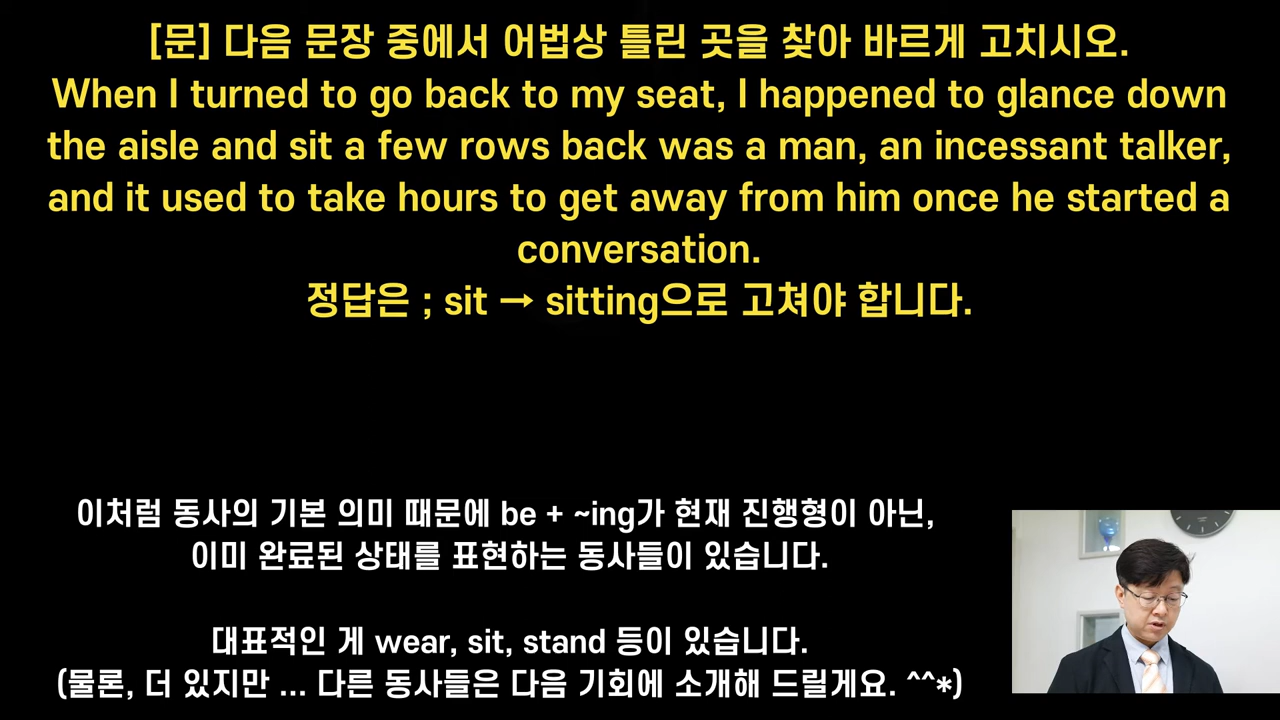 [문] 다음 문장 중에서 어법상 틀린 곳을 찾아 바르게 고치시오.
When I turned to go back to my seat, I happened to glance down
the aisle and sit a few rows back was a man, an incessant talker,
and it used to take hours to get away from him once he started a
conversation.
정답은 ; sit → sitting으로 고쳐야 합니다.
이처럼 동사의 기본 의미 때문에 be + ~ing가 현재 진행형이 아닌,
이미 완료된 상태를 표현하는 동사들이 있습니다.
대표적인 게 wear, sit, stand 등이 있습니다.
(물론, 더 있지만 ... 다른 동사들은 다음 기회에 소개해 드릴게요. ^^*)